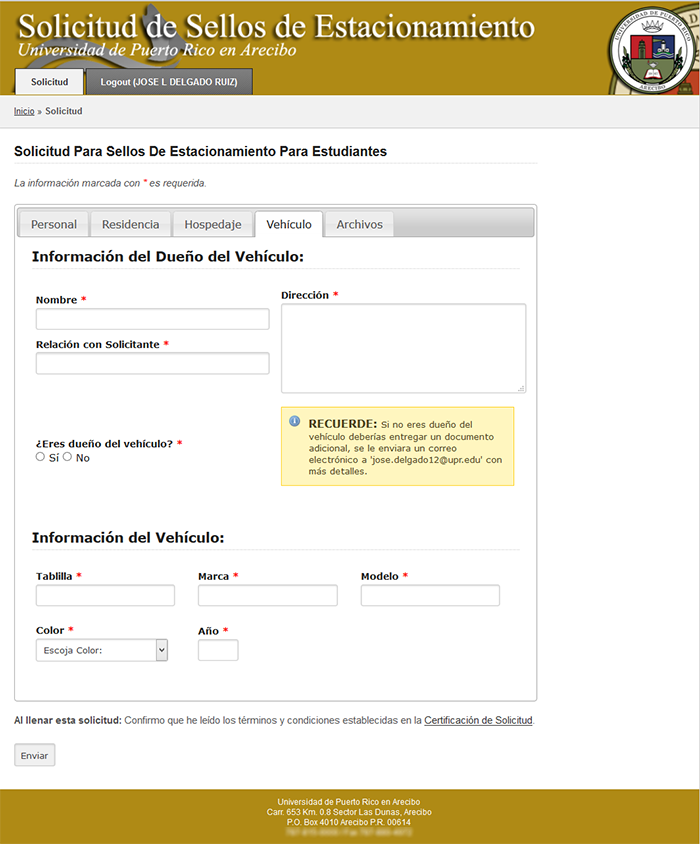 Solicitud de Sellos de Estacionamiento
Universidad de Puerto Rico en Arecibo
UNIVERSIDAD DE PUERTO RICO
ARECIBO
Solicitud
Logout (JOSE L DELGADO RUIZ)
Inicio » Solicitud
Solicitud Para Sellos De Estacionamiento Para Estudiantes
La información marcada con * es requerida.
Personal
Residencia
Hospedaje
Vehículo
Archivos
Información del Dueño del Vehículo:
Nombre *
Dirección *
Relación con Solicitante *
¿Eres dueño del vehículo? *
Sí
No
RECUERDE: Si no eres dueño del
vehículo deberías entregar un documento
adicional, se le enviara un correo
electrónico a 'jose.delgado12@upr.edu' con
más detalles.
Información del Vehículo:
Tablilla *
Marca *
Modelo *
Color *
Año *
Escoja Color:
Al llenar esta solicitud: Confirmo que he leído los términos y condiciones establecidas en la Certificación de Solicitud.
Enviar
Universidad de Puerto Rico en Arecibo
Carr. 653 Km. 0.8 Sector Las Dunas, Arecibo
P.O. Box 4010 Arecibo P.R. 00614